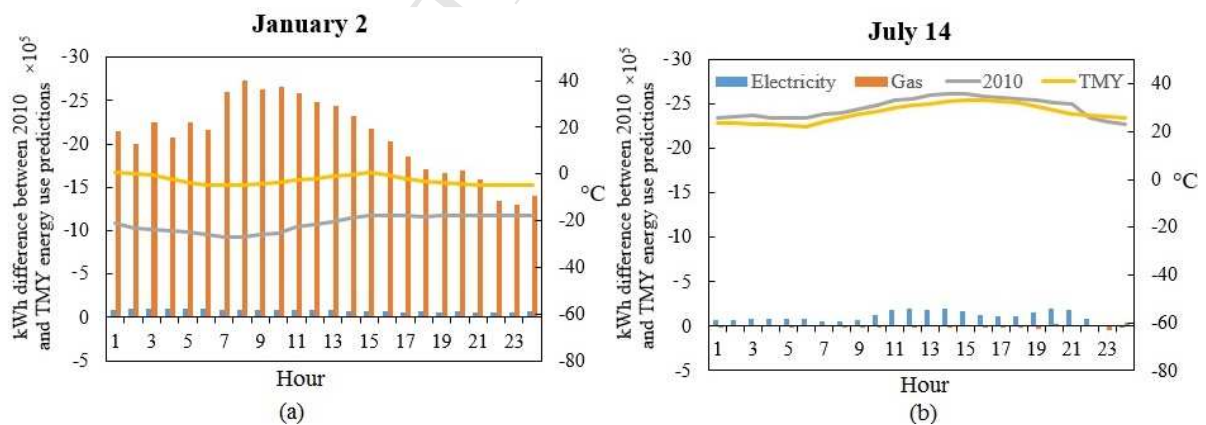 January 2
kWh difference between 2010 ×10⁵
and TMY energy use predictions
-30
-25
-20
-15
-10
-5
0
-5
40
20
0
-20
-40
-60
-80
°C
1 3 5 7 9 11 13 15 17 19 21 23
Hour
(a)
July 14
kWh difference between 2010 ×10⁵
and TMY energy use predictions
Electricity Gas 2010 TMY
-30
-25
-20
-15
-10
-5
0
-5
40
20
0
-20
-40
-60
-80
°C
1 3 5 7 9 11 13 15 17 19 21 23
Hour
(b)